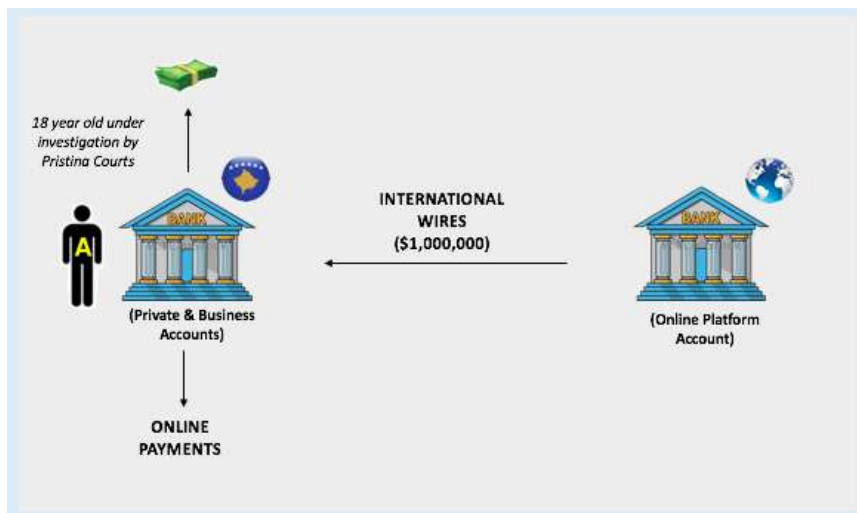 18 year old under
investigation by
Pristina Courts
BANK
A
(Private & Business
Accounts)
INTERNATIONAL
WIRES
($1,000,000)
BANK
(Online Platform
Account)
ONLINE
PAYMENTS